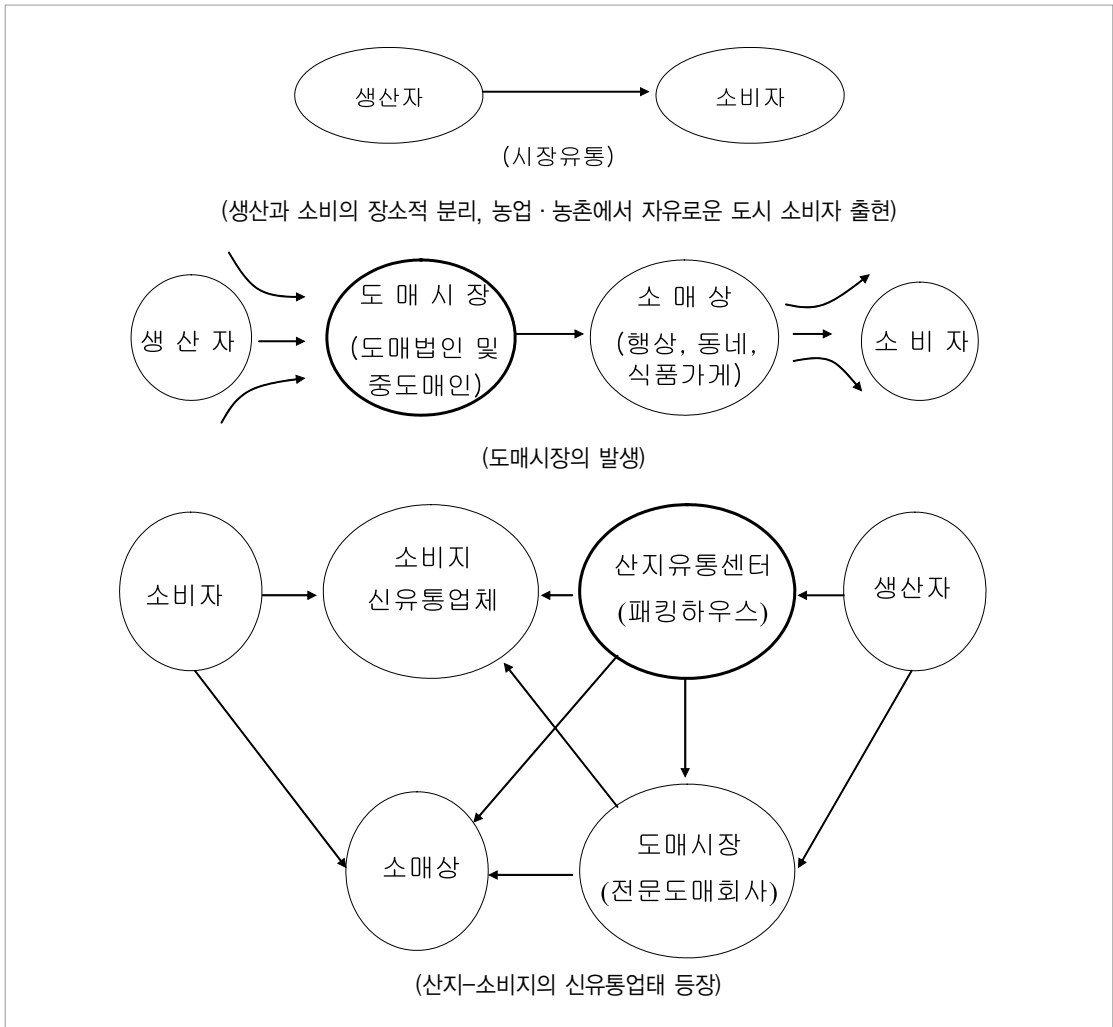 생산자
소비자
(시장유통)
(생산과 소비의 장소적 분리, 농업 · 농촌에서 자유로운 도시 소비자 출현)
생 산 자
도 매 시 장
(도매법인 및
중도매인)
소 매 상
(행상, 동네,
식품가게)
소 비 자
(도매시장의 발생)
소비자
소비지
신유통업체
산지유통센터
(패킹하우스)
생산자
소매상
도매시장
(전문도매회사)
(산지-소비지의 신유통업태 등장)